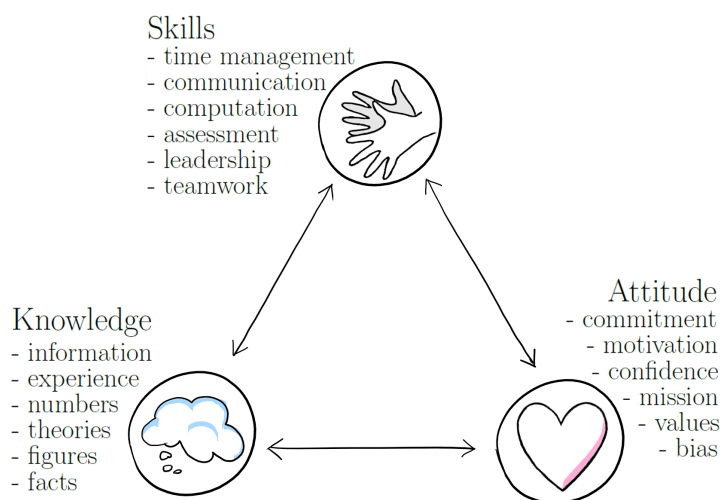 Skills
- time management
- communication
- computation
- assessment
- leadership
- teamwork
Knowledge
- information
- experience
- numbers
- theories
- figures
- facts
Attitude
- commitment
- motivation
- confidence
- mission
- values
- bias